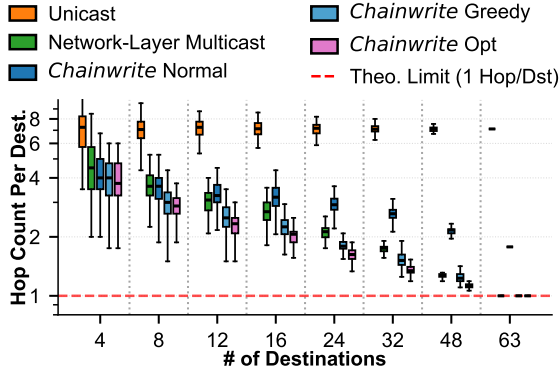 Unicast
Network-Layer Multicast
Chainwrite Normal
Chainwrite Greedy
Chainwrite Opt
Theo. Limit (1 Hop/Dst)
Hop Count Per Dest.
8
6
4
2
1
4 8 12 16 24 32 48 63
# of Destinations